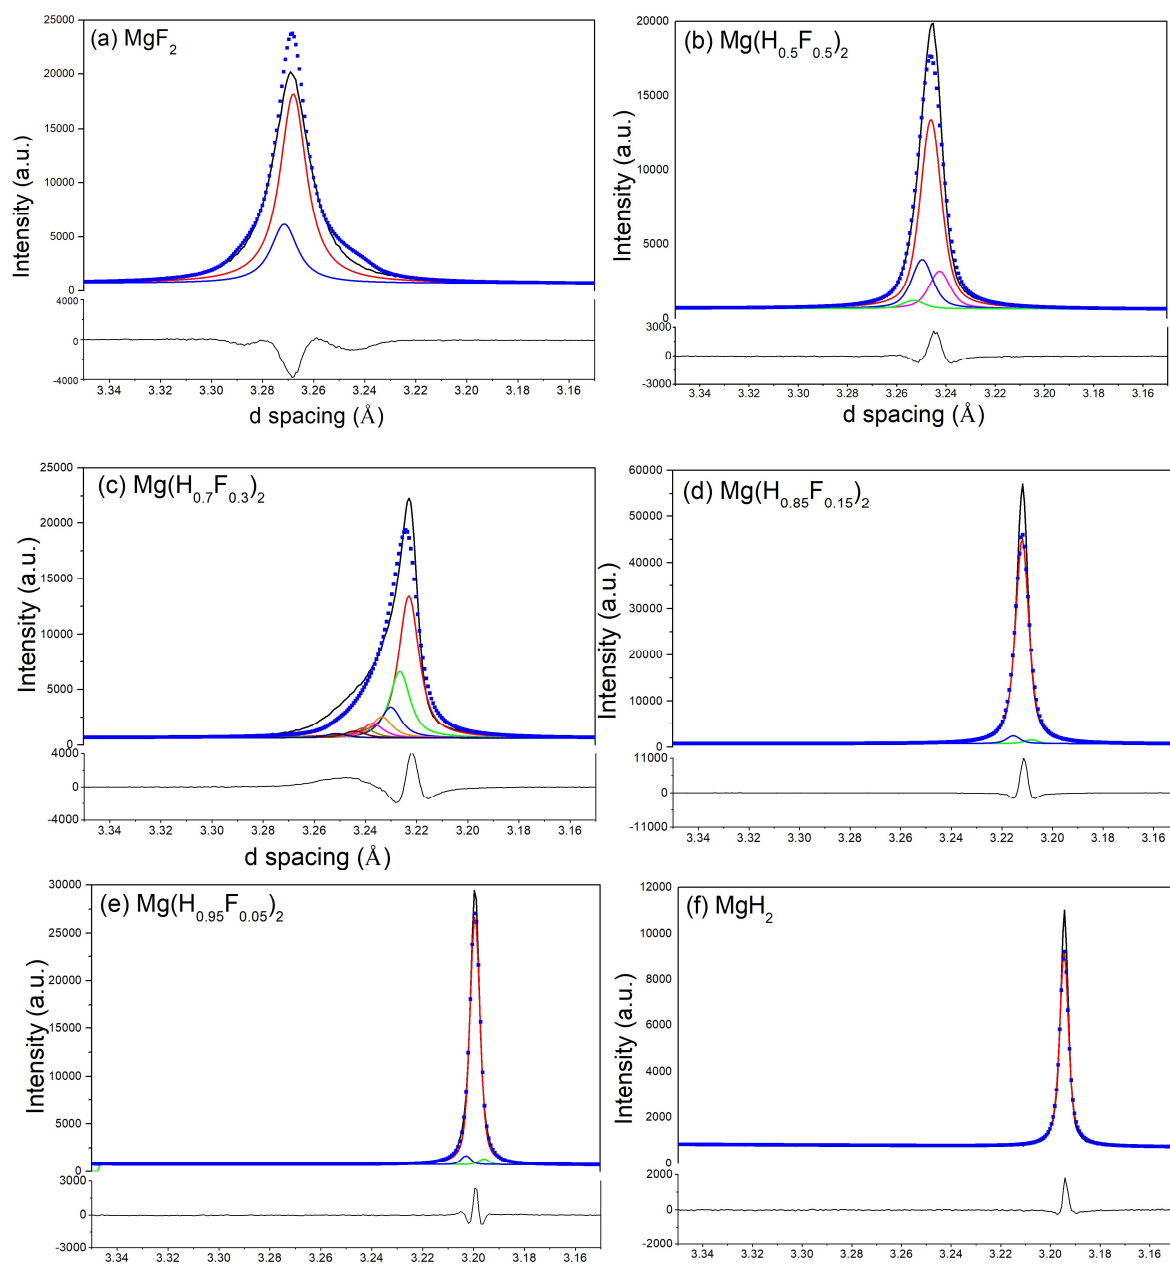 (a) MgF2
25000
20000
15000
10000
5000
0
4000
0
-4000
3.34 3.32 3.30 3.28 3.26 3.24 3.22 3.20 3.18 3.16
Intensity (a.u.)
d spacing (Å)
(b) Mg(H0.5F0.5)2
20000
15000
10000
5000
0
3000
0
-3000
3.34 3.32 3.30 3.28 3.26 3.24 3.22 3.20 3.18 3.16
Intensity (a.u.)
d spacing (Å)
(c) Mg(H0.7F0.3)2
25000
20000
15000
10000
5000
0
4000
0
-4000
3.34 3.32 3.30 3.28 3.26 3.24 3.22 3.20 3.18 3.16
Intensity (a.u.)
d spacing (Å)
(d) Mg(H0.85F0.15)2
60000
50000
40000
30000
20000
10000
0
11000
0
-11000
3.34 3.32 3.30 3.28 3.26 3.24 3.22 3.20 3.18 3.16
Intensity (a.u.)
(e) Mg(H0.95F0.05)2
30000
25000
20000
15000
10000
5000
0
3000
0
-3000
3.34 3.32 3.30 3.28 3.26 3.24 3.22 3.20 3.18 3.16
Intensity (a.u.)
(f) MgH2
12000
10000
8000
6000
4000
2000
0
2000
0
-2000
3.34 3.32 3.30 3.28 3.26 3.24 3.22 3.20 3.18 3.16
Intensity (a.u.)